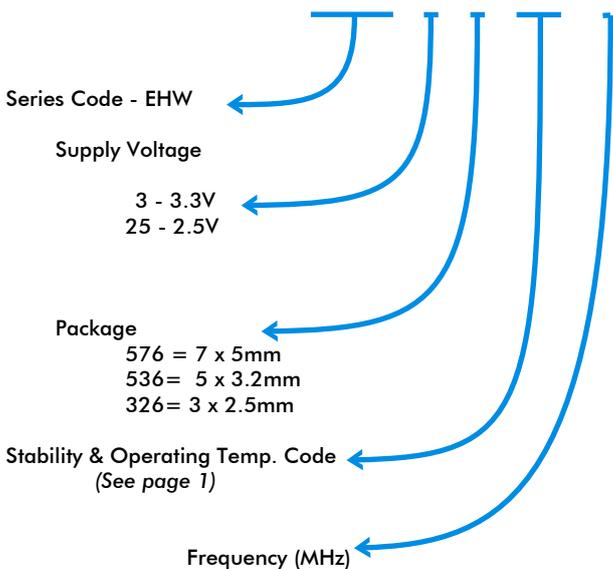 Series Code - EHW
Supply Voltage
3 - 3.3V
25 - 2.5V
Package
576 = 7 x 5mm
536= 5 x 3.2mm
326= 3 x 2.5mm
Stability & Operating Temp. Code
(See page 1)
Frequency (MHz)